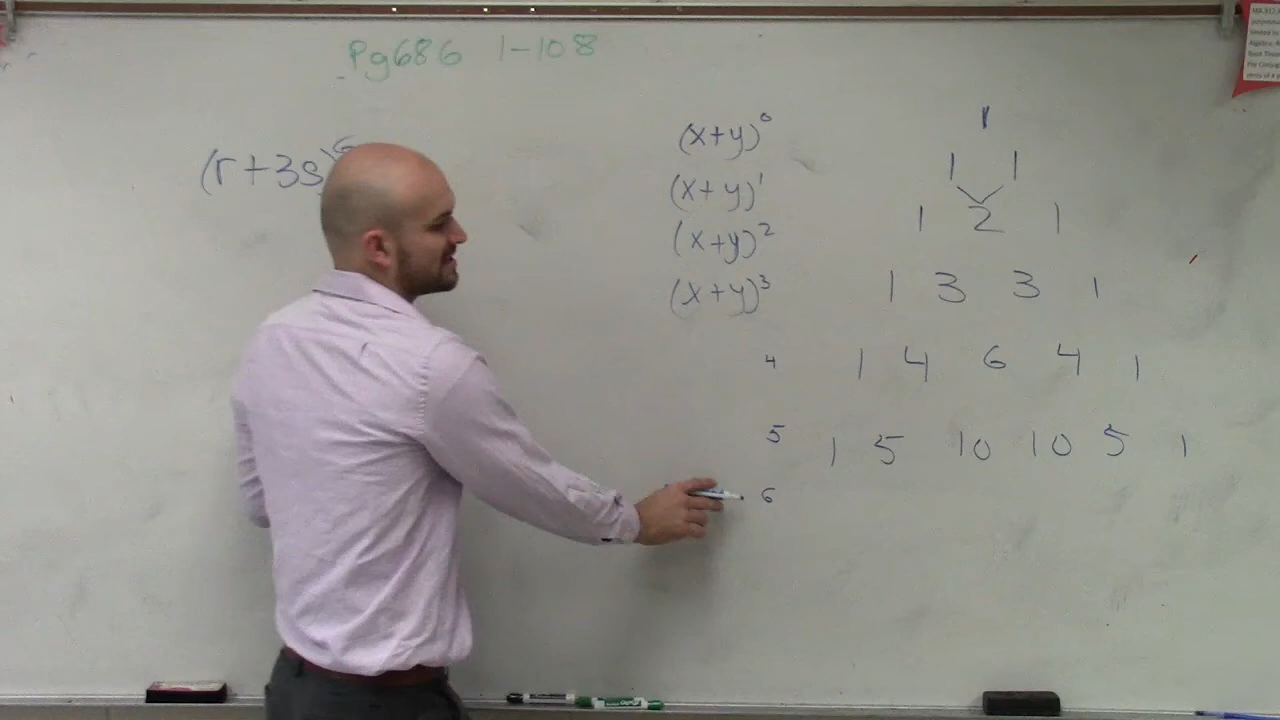 Pg686 1-108
(r+3s)6
(x+y)0
(x+y)1
(x+y)2
(x+y)3
4
5
6
1
1 1
1 2 1
1 3 3 1
1 4 6 4 1
1 5 10 10 5 1